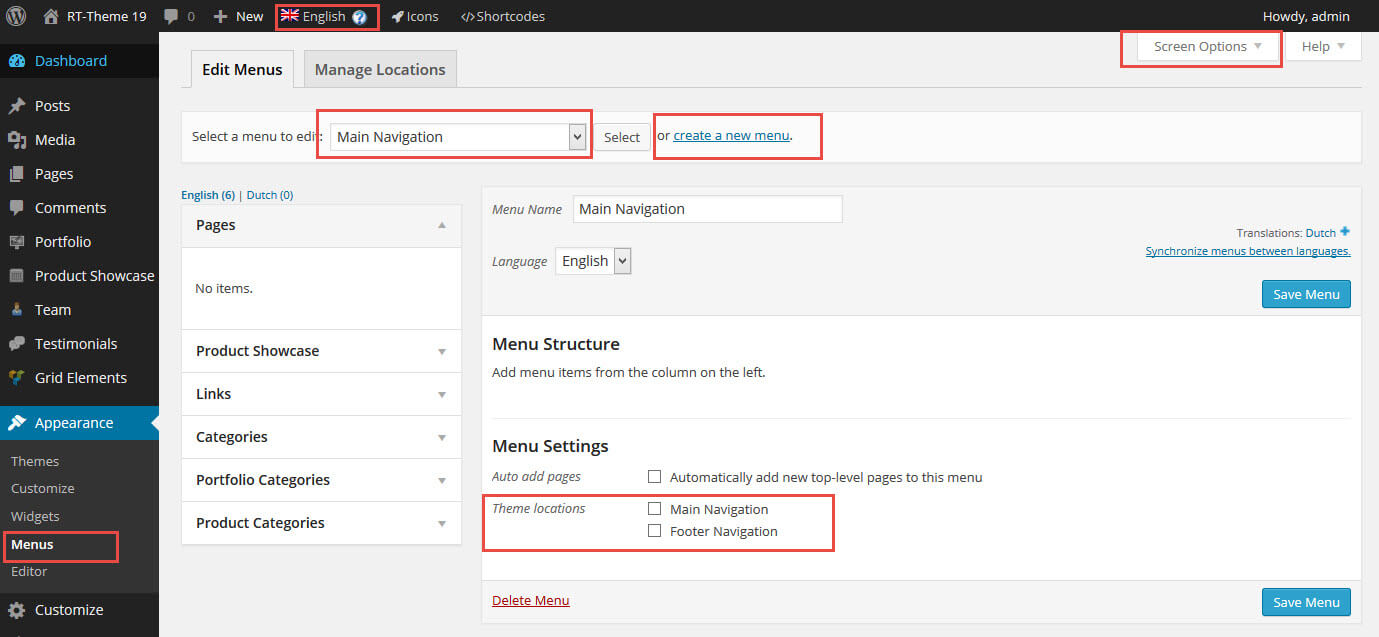 RT-Theme 19 0 + New English ? Icons </> Shortcodes Howdy, admin
Screen Options Help
Dashboard
Posts
Media
Pages
Comments
Portfolio
Product Showcase
Team
Testimonials
Grid Elements
Appearance
Themes
Customize
Widgets
Menus
Editor
Customize
Edit Menus Manage Locations
Select a menu to edit: Main Navigation Select or create a new menu.
English (6) | Dutch (0)
Pages
No items.
Product Showcase
Links
Categories
Portfolio Categories
Product Categories
Menu Name Main Navigation
Translations: Dutch +
Synchronize menus between languages.
Language English
Save Menu
Menu Structure
Add menu items from the column on the left.
Menu Settings
Auto add pages Automatically add new top-level pages to this menu
Theme locations Main Navigation
Footer Navigation
Delete Menu Save Menu